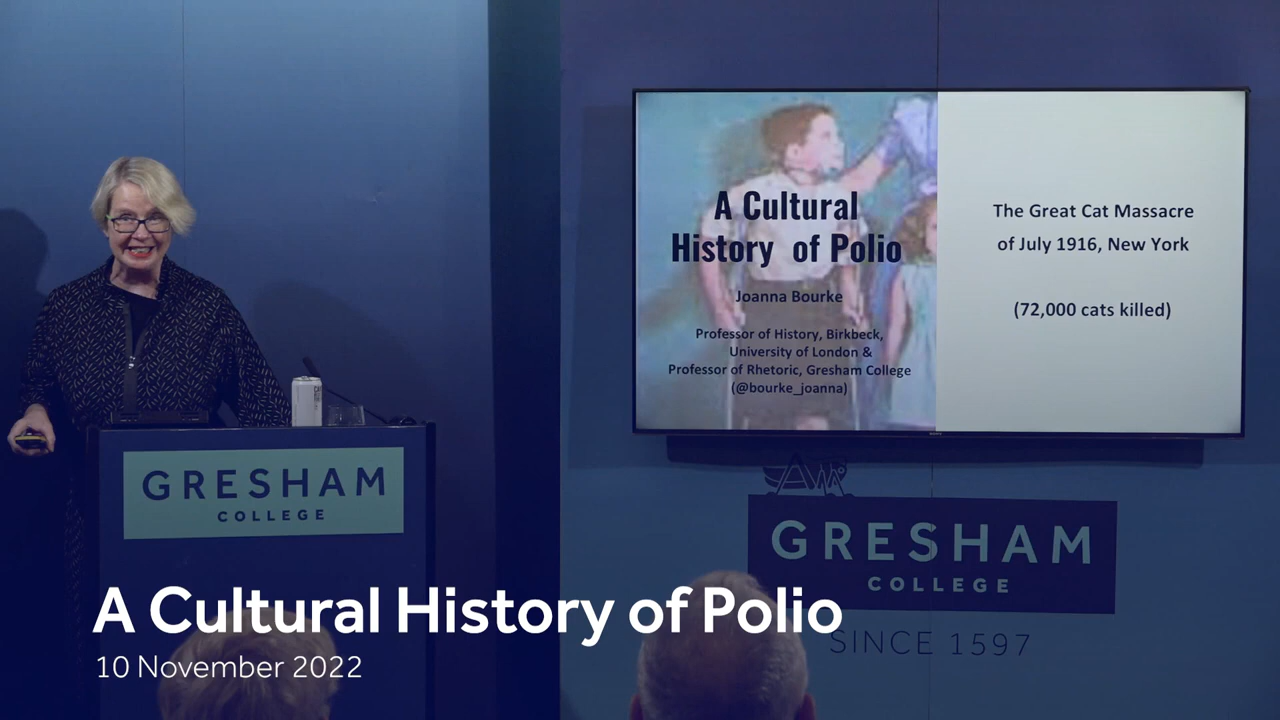 A Cultural
History of Polio
Joanna Bourke
Professor of History, Birkbeck,
University of London &
Professor of Rhetoric, Gresham College
(@bourke_joanna)
The Great Cat Massacre
of July 1916, New York
(72,000 cats killed)
GRESHAM
COLLEGE
GRESHAM
COLLEGE
SINCE 1597
A Cultural History of Polio
10 November 2022